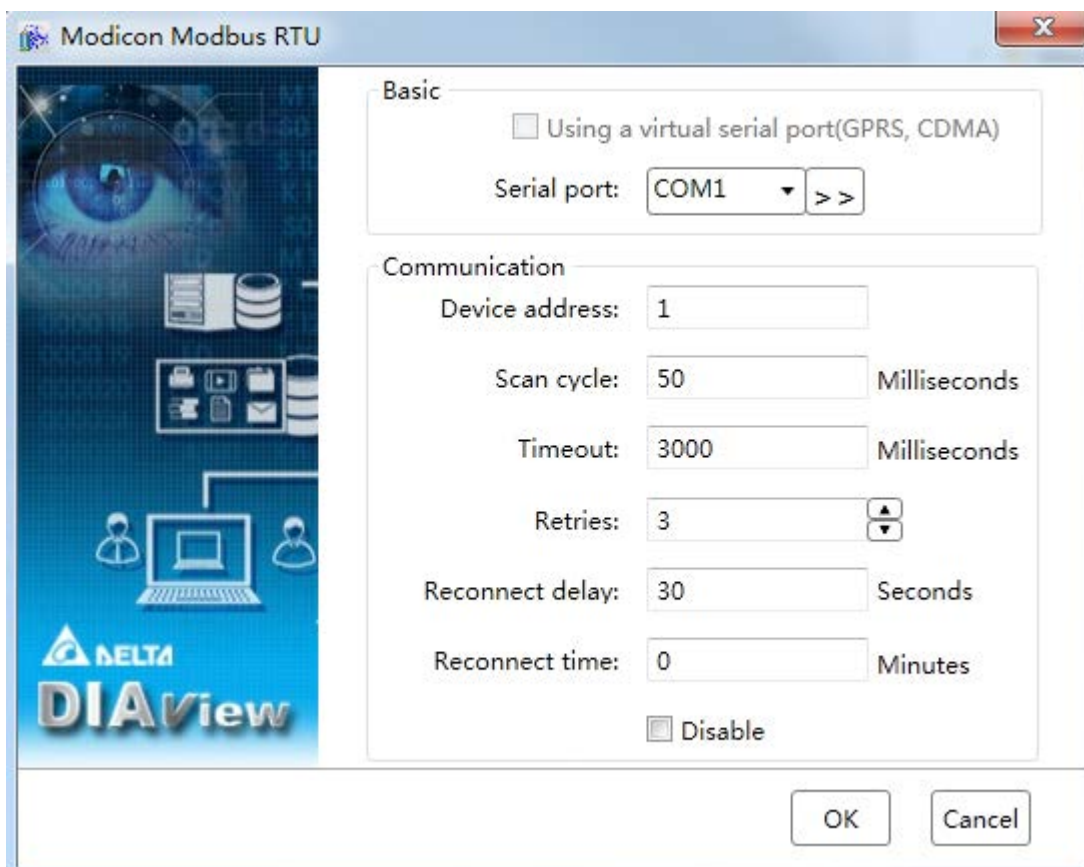 Modicon Modbus RTU
Basic
Using a virtual serial port(GPRS, CDMA)
Serial port: COM1 >>
Communication
Device address: 1
Scan cycle: 50 Milliseconds
Timeout: 3000 Milliseconds
Retries: 3
Reconnect delay: 30 Seconds
Reconnect time: 0 Minutes
Disable
DELTA
DIAView
OK Cancel